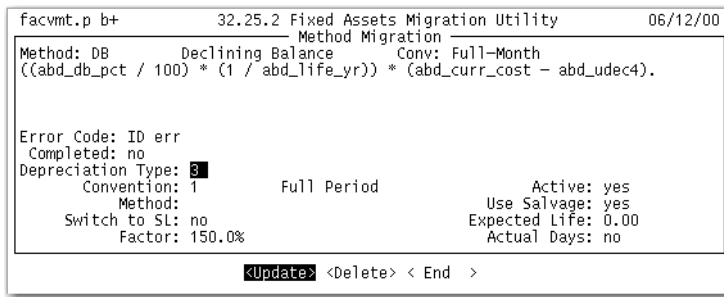 facvmt.p b+ 32.25.2 Fixed Assets Migration Utility 06/12/00
Method Migration
Method: DB Declining Balance Conv: Full-Month
((abd_db_pct / 100) * (1 / abd_life_yr)) * (abd_curr_cost - abd_udec4).
Error Code: ID err
Completed: no
Depreciation Type: 3
Convention: 1 Full Period Active: yes
Method: Use Salvage: yes
Switch to SL: no Expected Life: 0.00
Factor: 150.0% Actual Days: no
<Update> <Delete> < End >